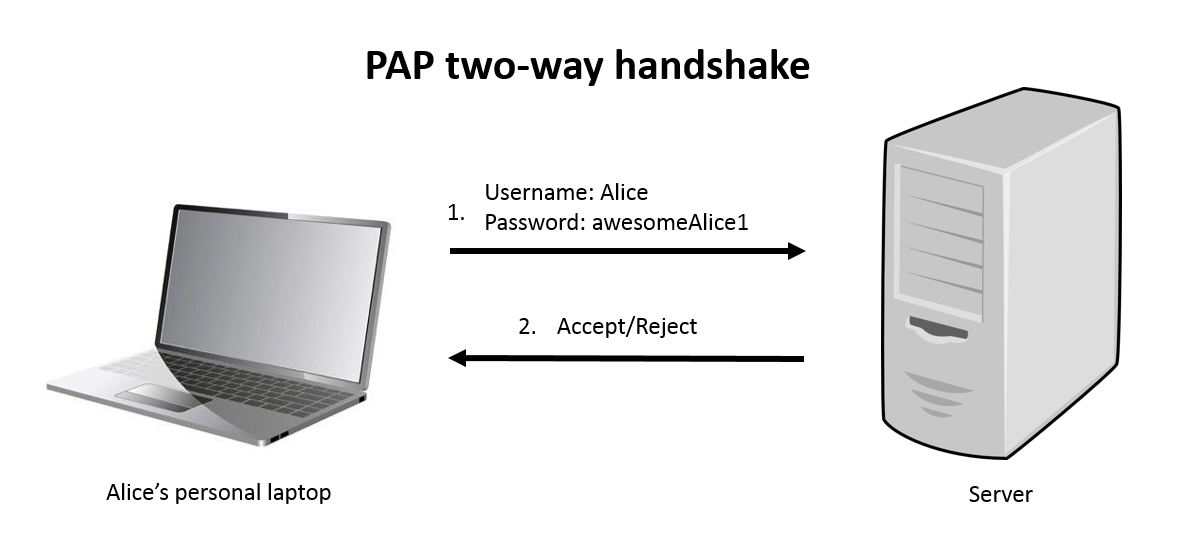 PAP two-way handshake
1.
Username: Alice
Password: awesomeAlice1
2. Accept/Reject
Alice’s personal laptop
Server